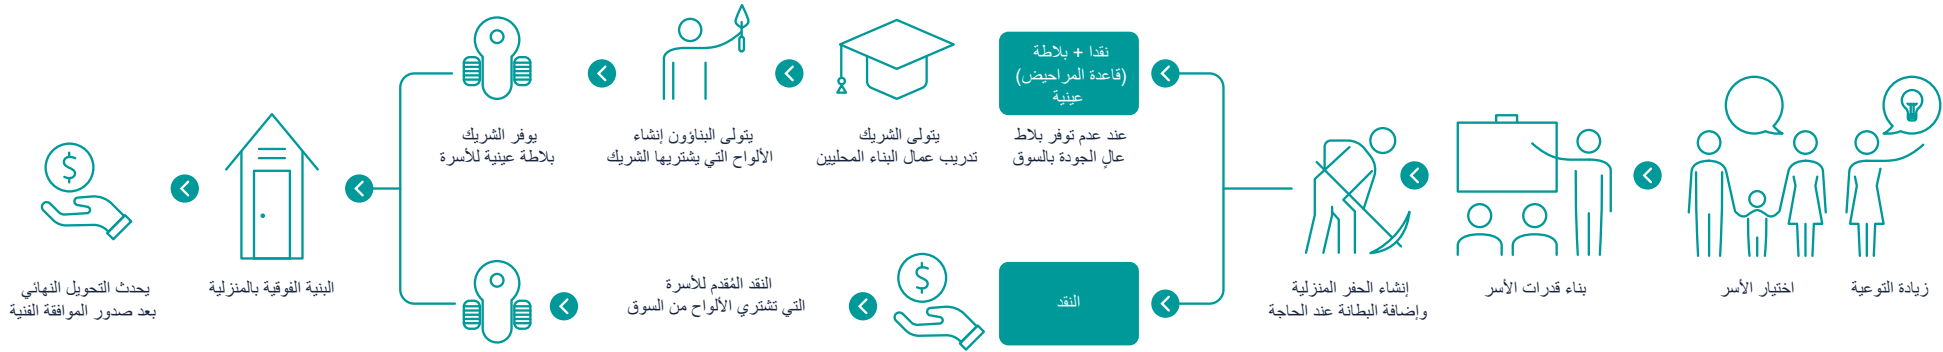 زيادة التوعية
اختيار الأسر
بناء قدرات الأسر
إنشاء الحفر المنزلية
وإضافة البطانة عند الحاجة
نقدا + بلاطة
(قاعدة المراحيض)
عينية
عند عدم توفر بلاط
عالٍ الجودة بالسوق
يتولى الشريك
تدريب عمال البناء المحليين
يتولى البناؤون إنشاء
الألواح التي يشتريها الشريك
يوفر الشريك
بلاطة عينية للأسرة
النقد
النقد المُقدم للأسرة
التي تشتري الألواح من السوق
البنية الفوقية بالمنزلية
يحدث التحويل النهائي
بعد صدور الموافقة الفنية